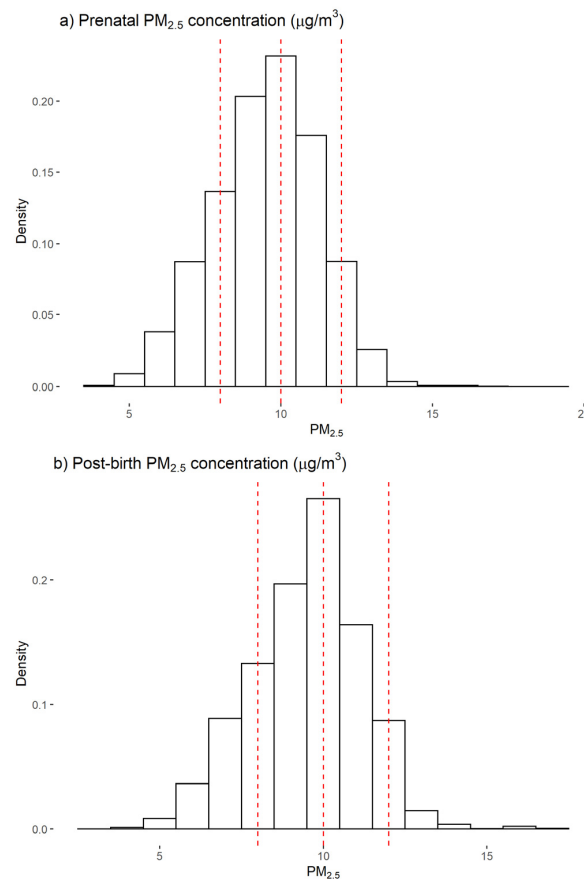 a) Prenatal PM2.5 concentration (μg/m3)
0.20
0.15
0.10
0.05
0.00
Density
5
10
15
2
PM2.5
b) Post-birth PM2.5 concentration (μg/m3)
0.2
0.1
0.0
Density
5
10
15
PM2.5